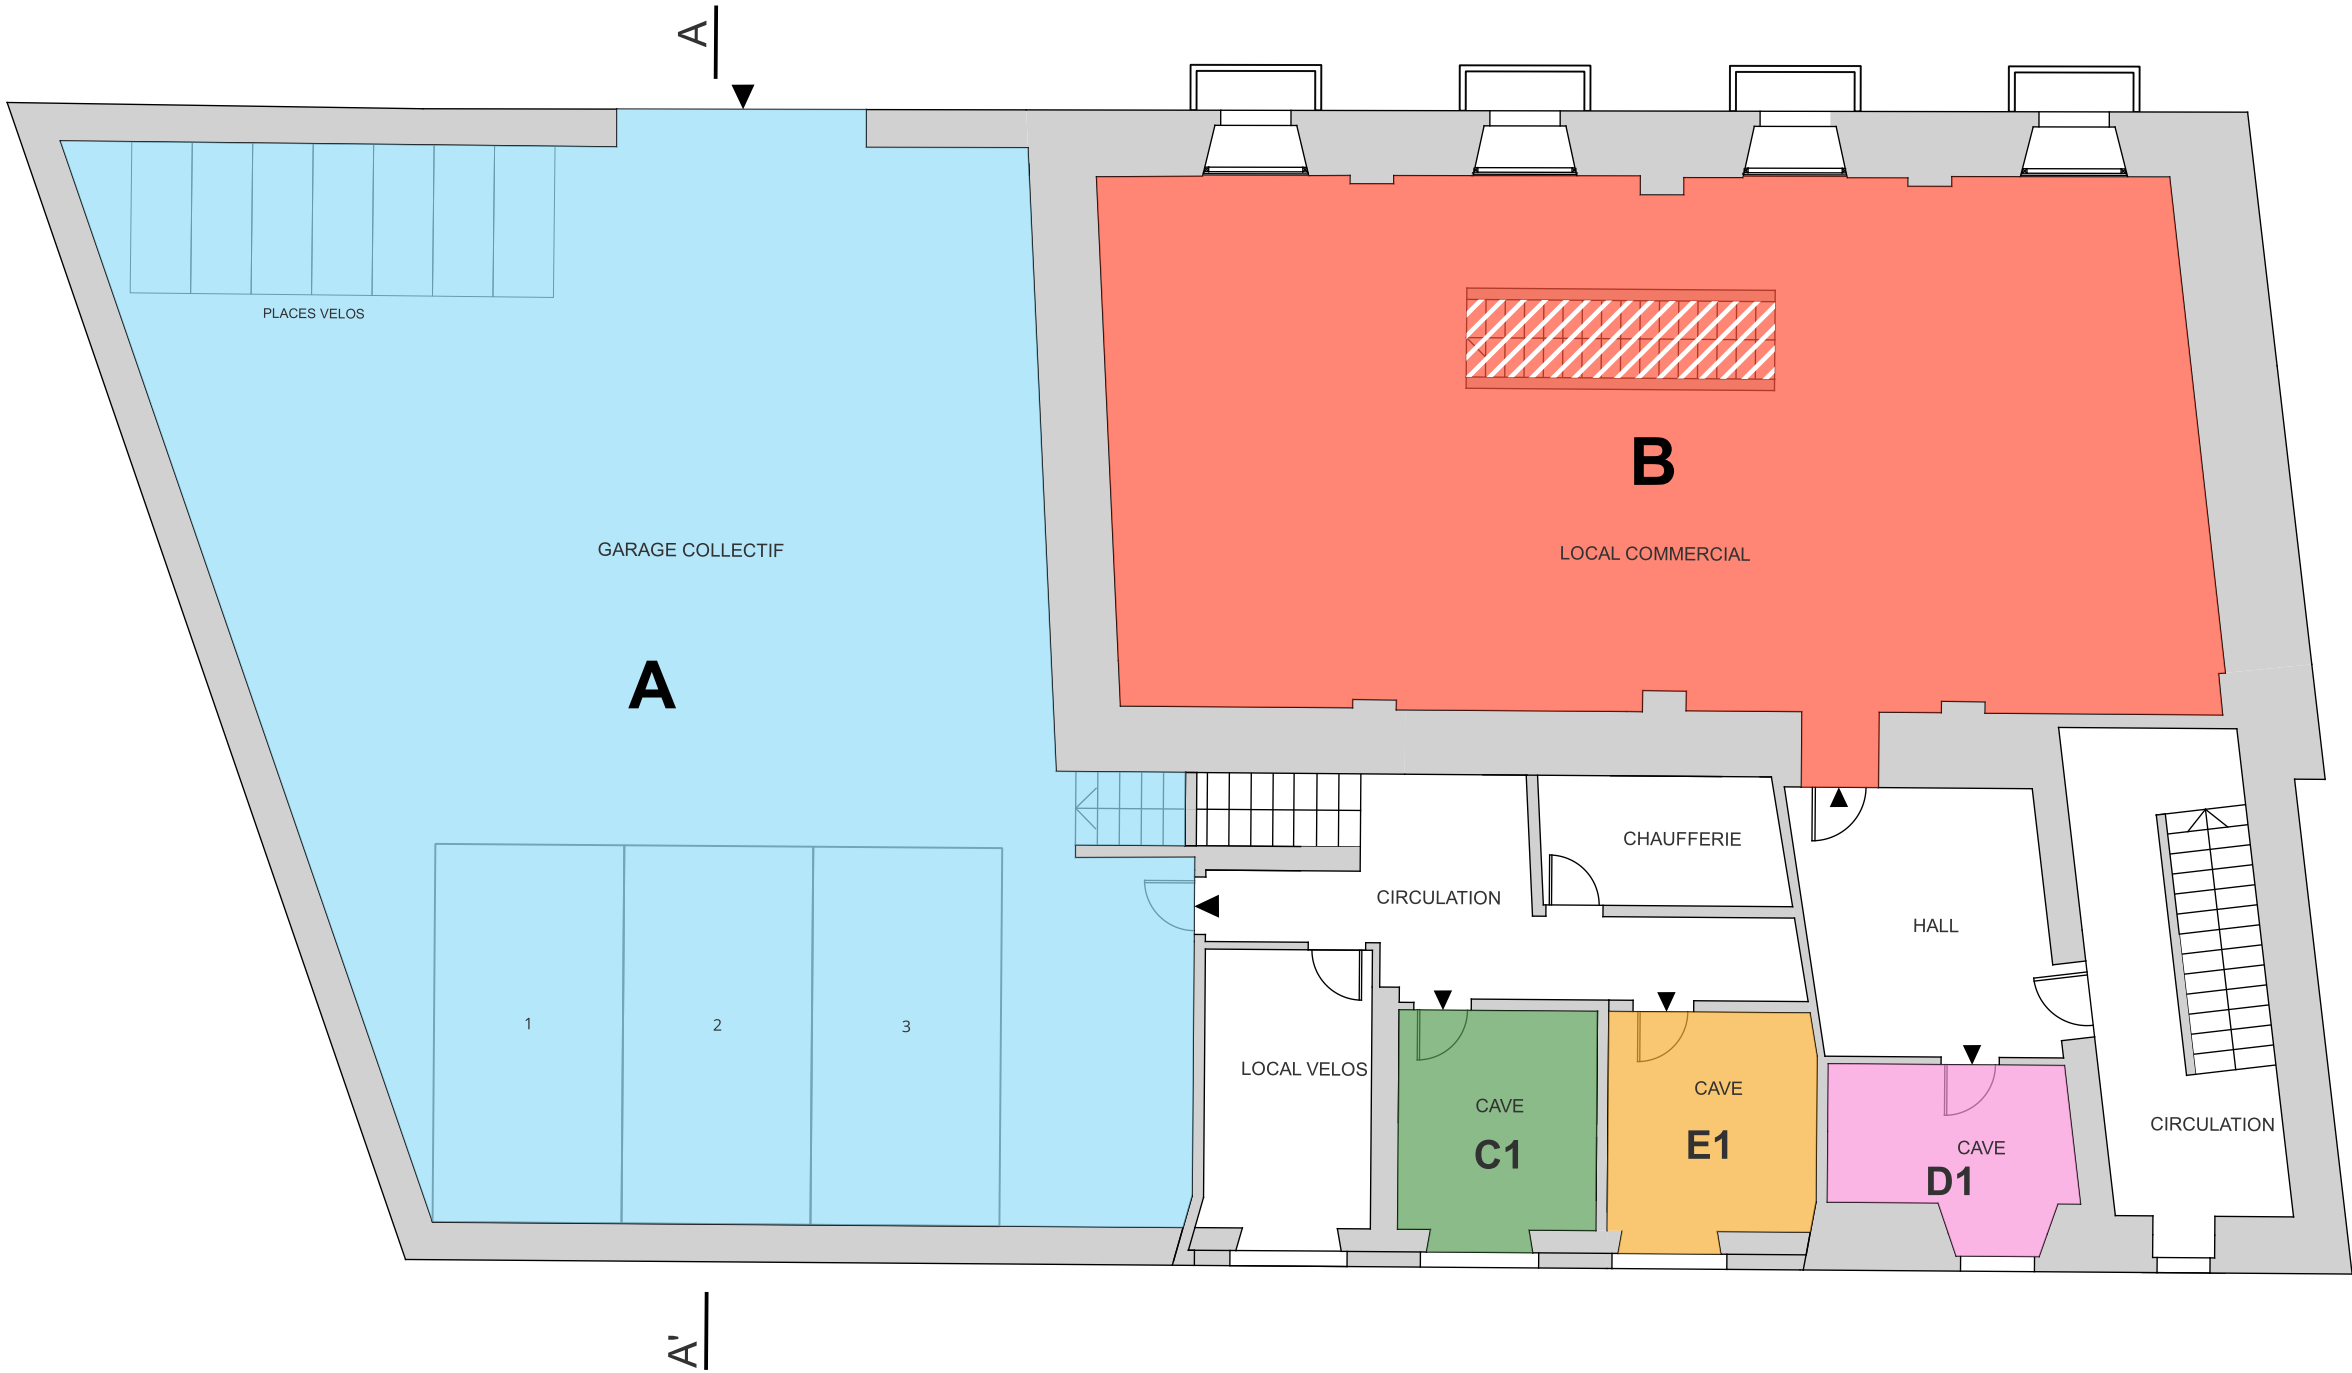 A
PLACES VELOS
B
GARAGE COLLECTIF
LOCAL COMMERCIAL
A
CHAUFFERIE
CIRCULATION
HALL
1
2
3
LOCAL VELOS
CAVE
C1
CAVE
E1
CAVE
D1
CIRCULATION
A'